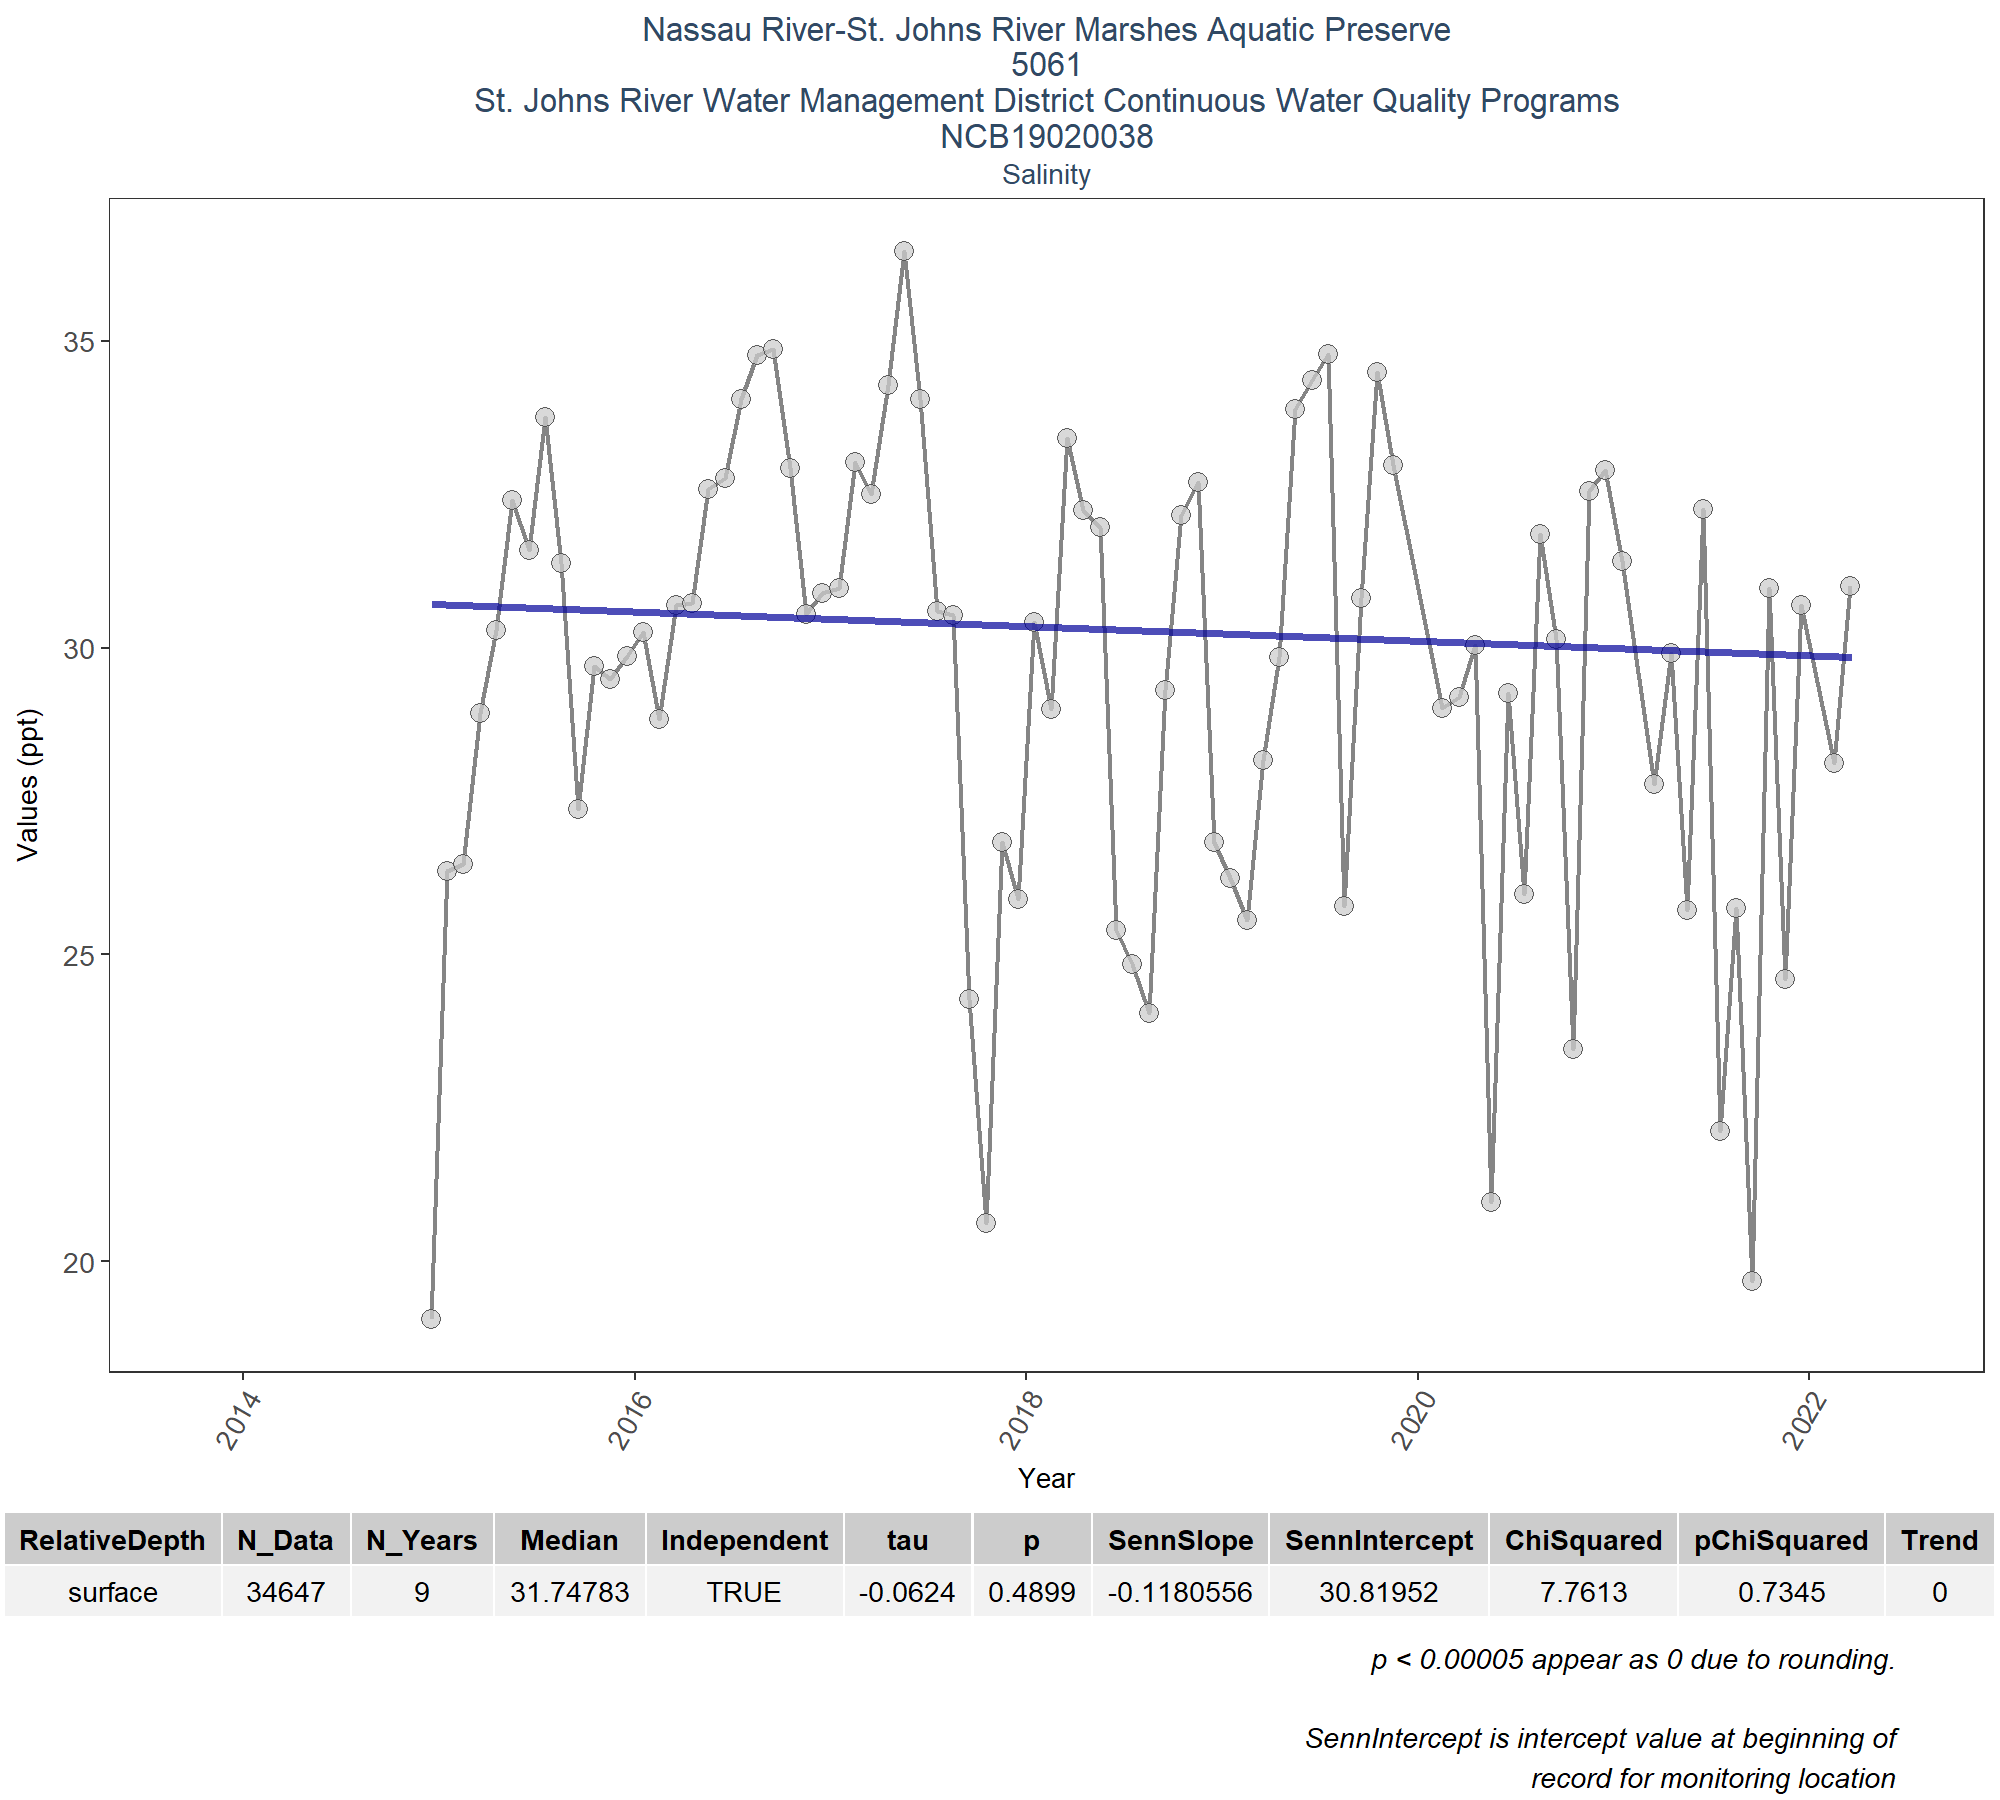 Nassau River-St. Johns River Marshes Aquatic Preserve
5061
St. Johns River Water Management District Continuous Water Quality Programs
NCB19020038
Salinity
Values (ppt)
35
30
25
20
2014 2016 2018 2020 2022
Year
RelativeDepth N_Data N_Years Median Independent tau p SennSlope SennIntercept ChiSquared pChiSquared Trend
surface 34647 9 31.74783 TRUE -0.0624 0.4899 -0.1180556 30.81952 7.7613 0.7345 0
p < 0.00005 appear as 0 due to rounding.
SennIntercept is intercept value at beginning of
record for monitoring location